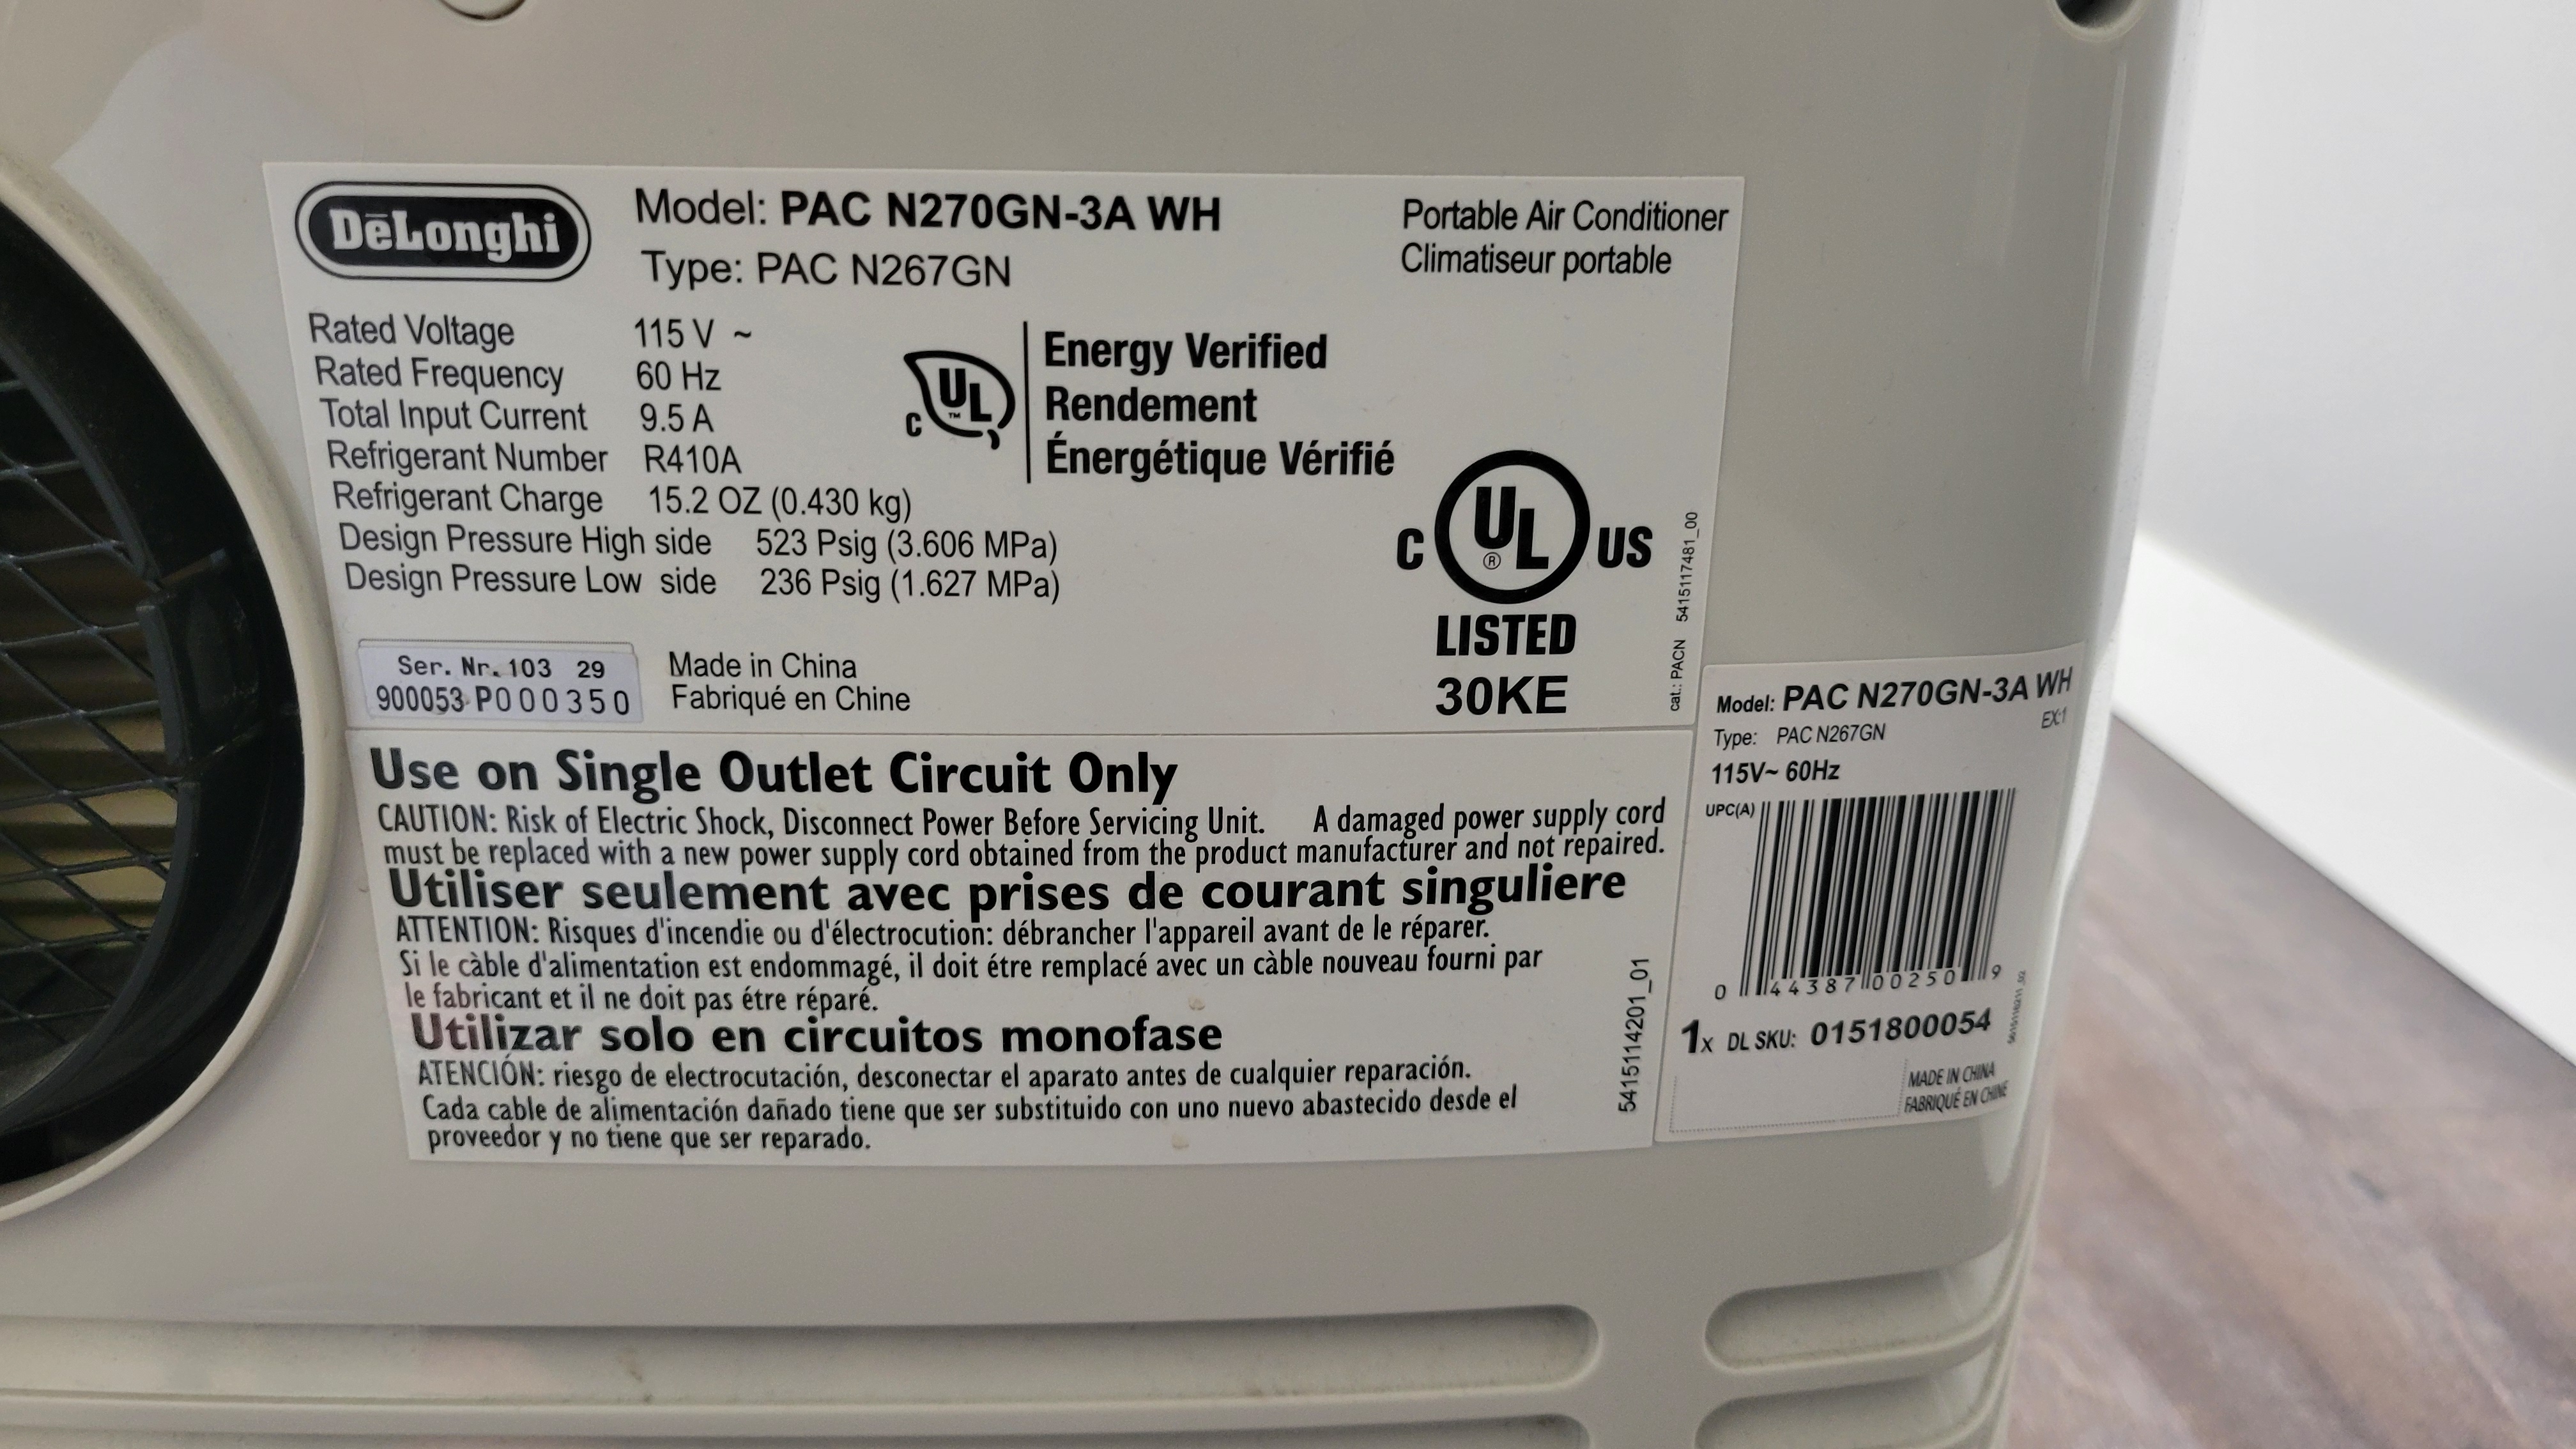 DēLonghi
Model: PAC N270GN-3A WH
Type: PAC N267GN
Portable Air Conditioner
Climatiseur portable
Rated Voltage 115 V ~
Rated Frequency 60 Hz
Total Input Current 9.5 A
Refrigerant Number R410A
Refrigerant Charge 15.2 OZ (0.430 kg)
Design Pressure High side 523 Psig (3.606 MPa)
Design Pressure Low side 236 Psig (1.627 MPa)
C UL ™
Energy Verified
Rendement
Énergétique Vérifié
C UL ® US
LISTED
30KE
cat.: PACN 5415117481_00
Ser. Nr. 103 29
900053 P000350
Made in China
Fabriqué en Chine
Use on Single Outlet Circuit Only
CAUTION: Risk of Electric Shock, Disconnect Power Before Servicing Unit. A damaged power supply cord
must be replaced with a new power supply cord obtained from the product manufacturer and not repaired.
Utiliser seulement avec prises de courant singuliere
ATTENTION: Risques d'incendie ou d'électrocution: débrancher l'appareil avant de le réparer.
Si le càble d'alimentation est endommagé, il doit étre remplacé avec un càble nouveau fourni par
le fabricant et il ne doit pas étre réparé.
Utilizar solo en circuitos monofase
ATENCIÓN: riesgo de electrocutación, desconectar el aparato antes de cualquier reparación.
Cada cable de alimentación dañado tiene que ser substituido con uno nuevo abastecido desde el
proveedor y no tiene que ser reparado.
5415114201_01
Model: PAC N270GN-3A WH
Type: PAC N267GN EX:1
115V~ 60Hz
UPC(A)
0 44387 00250 9
1x DL SKU: 0151800054
MADE IN CHINA
FABRIQUÉ EN CHINE